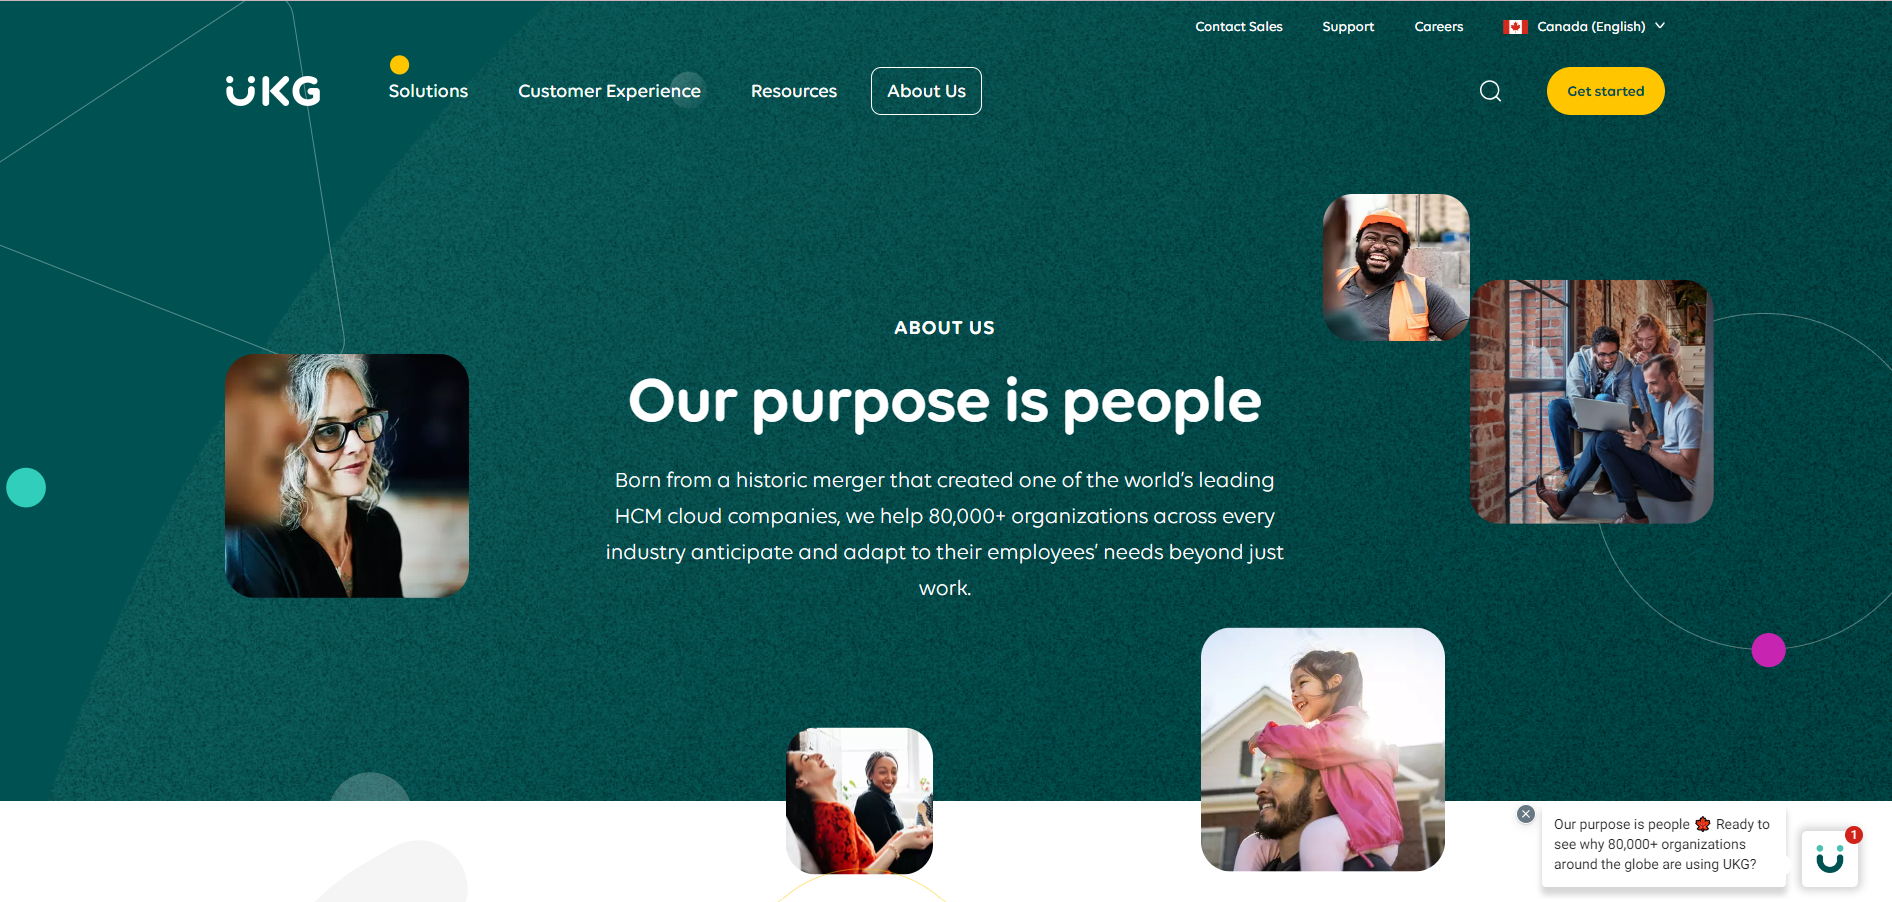 Contact Sales
Support
Careers
Canada (English)
UKG
Solutions
Customer Experience
Resources
About Us
Get started
ABOUT US
Our purpose is people
Born from a historic merger that created one of the world's leading
HCM cloud companies, we help 80,000+ organizations across every
industry anticipate and adapt to their employees' needs beyond just
work.
Our purpose is people 🍁 Ready to
see why 80,000+ organizations
around the globe are using UKG?
1